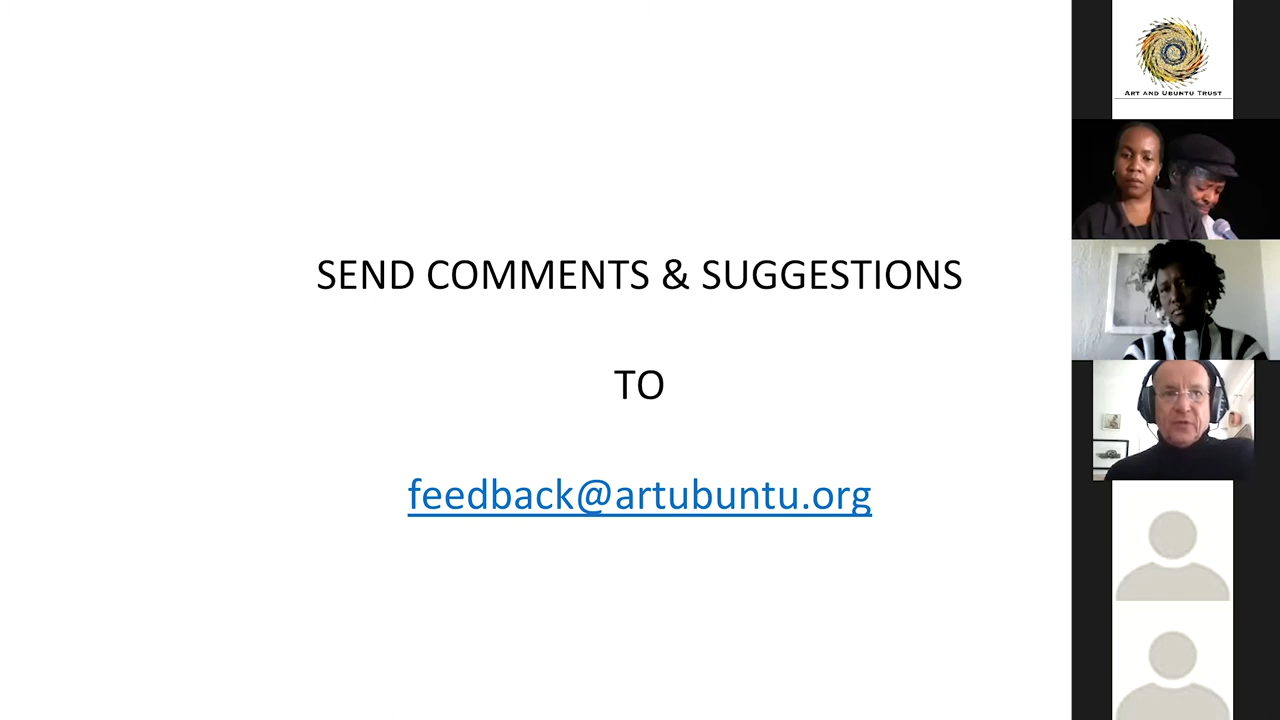 SEND COMMENTS & SUGGESTIONS
TO
feedback@artubuntu.org
ART AND UBUNTU TRUST